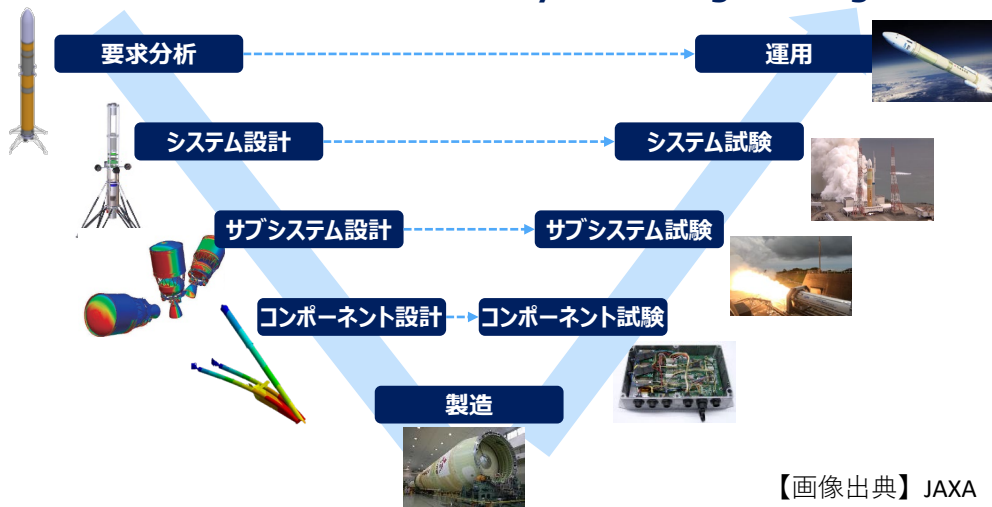 要求分析
運用
システム設計
システム試験
サブシステム設計
サブシステム試験
コンポーネント設計
コンポーネント試験
製造
【画像出典】JAXA